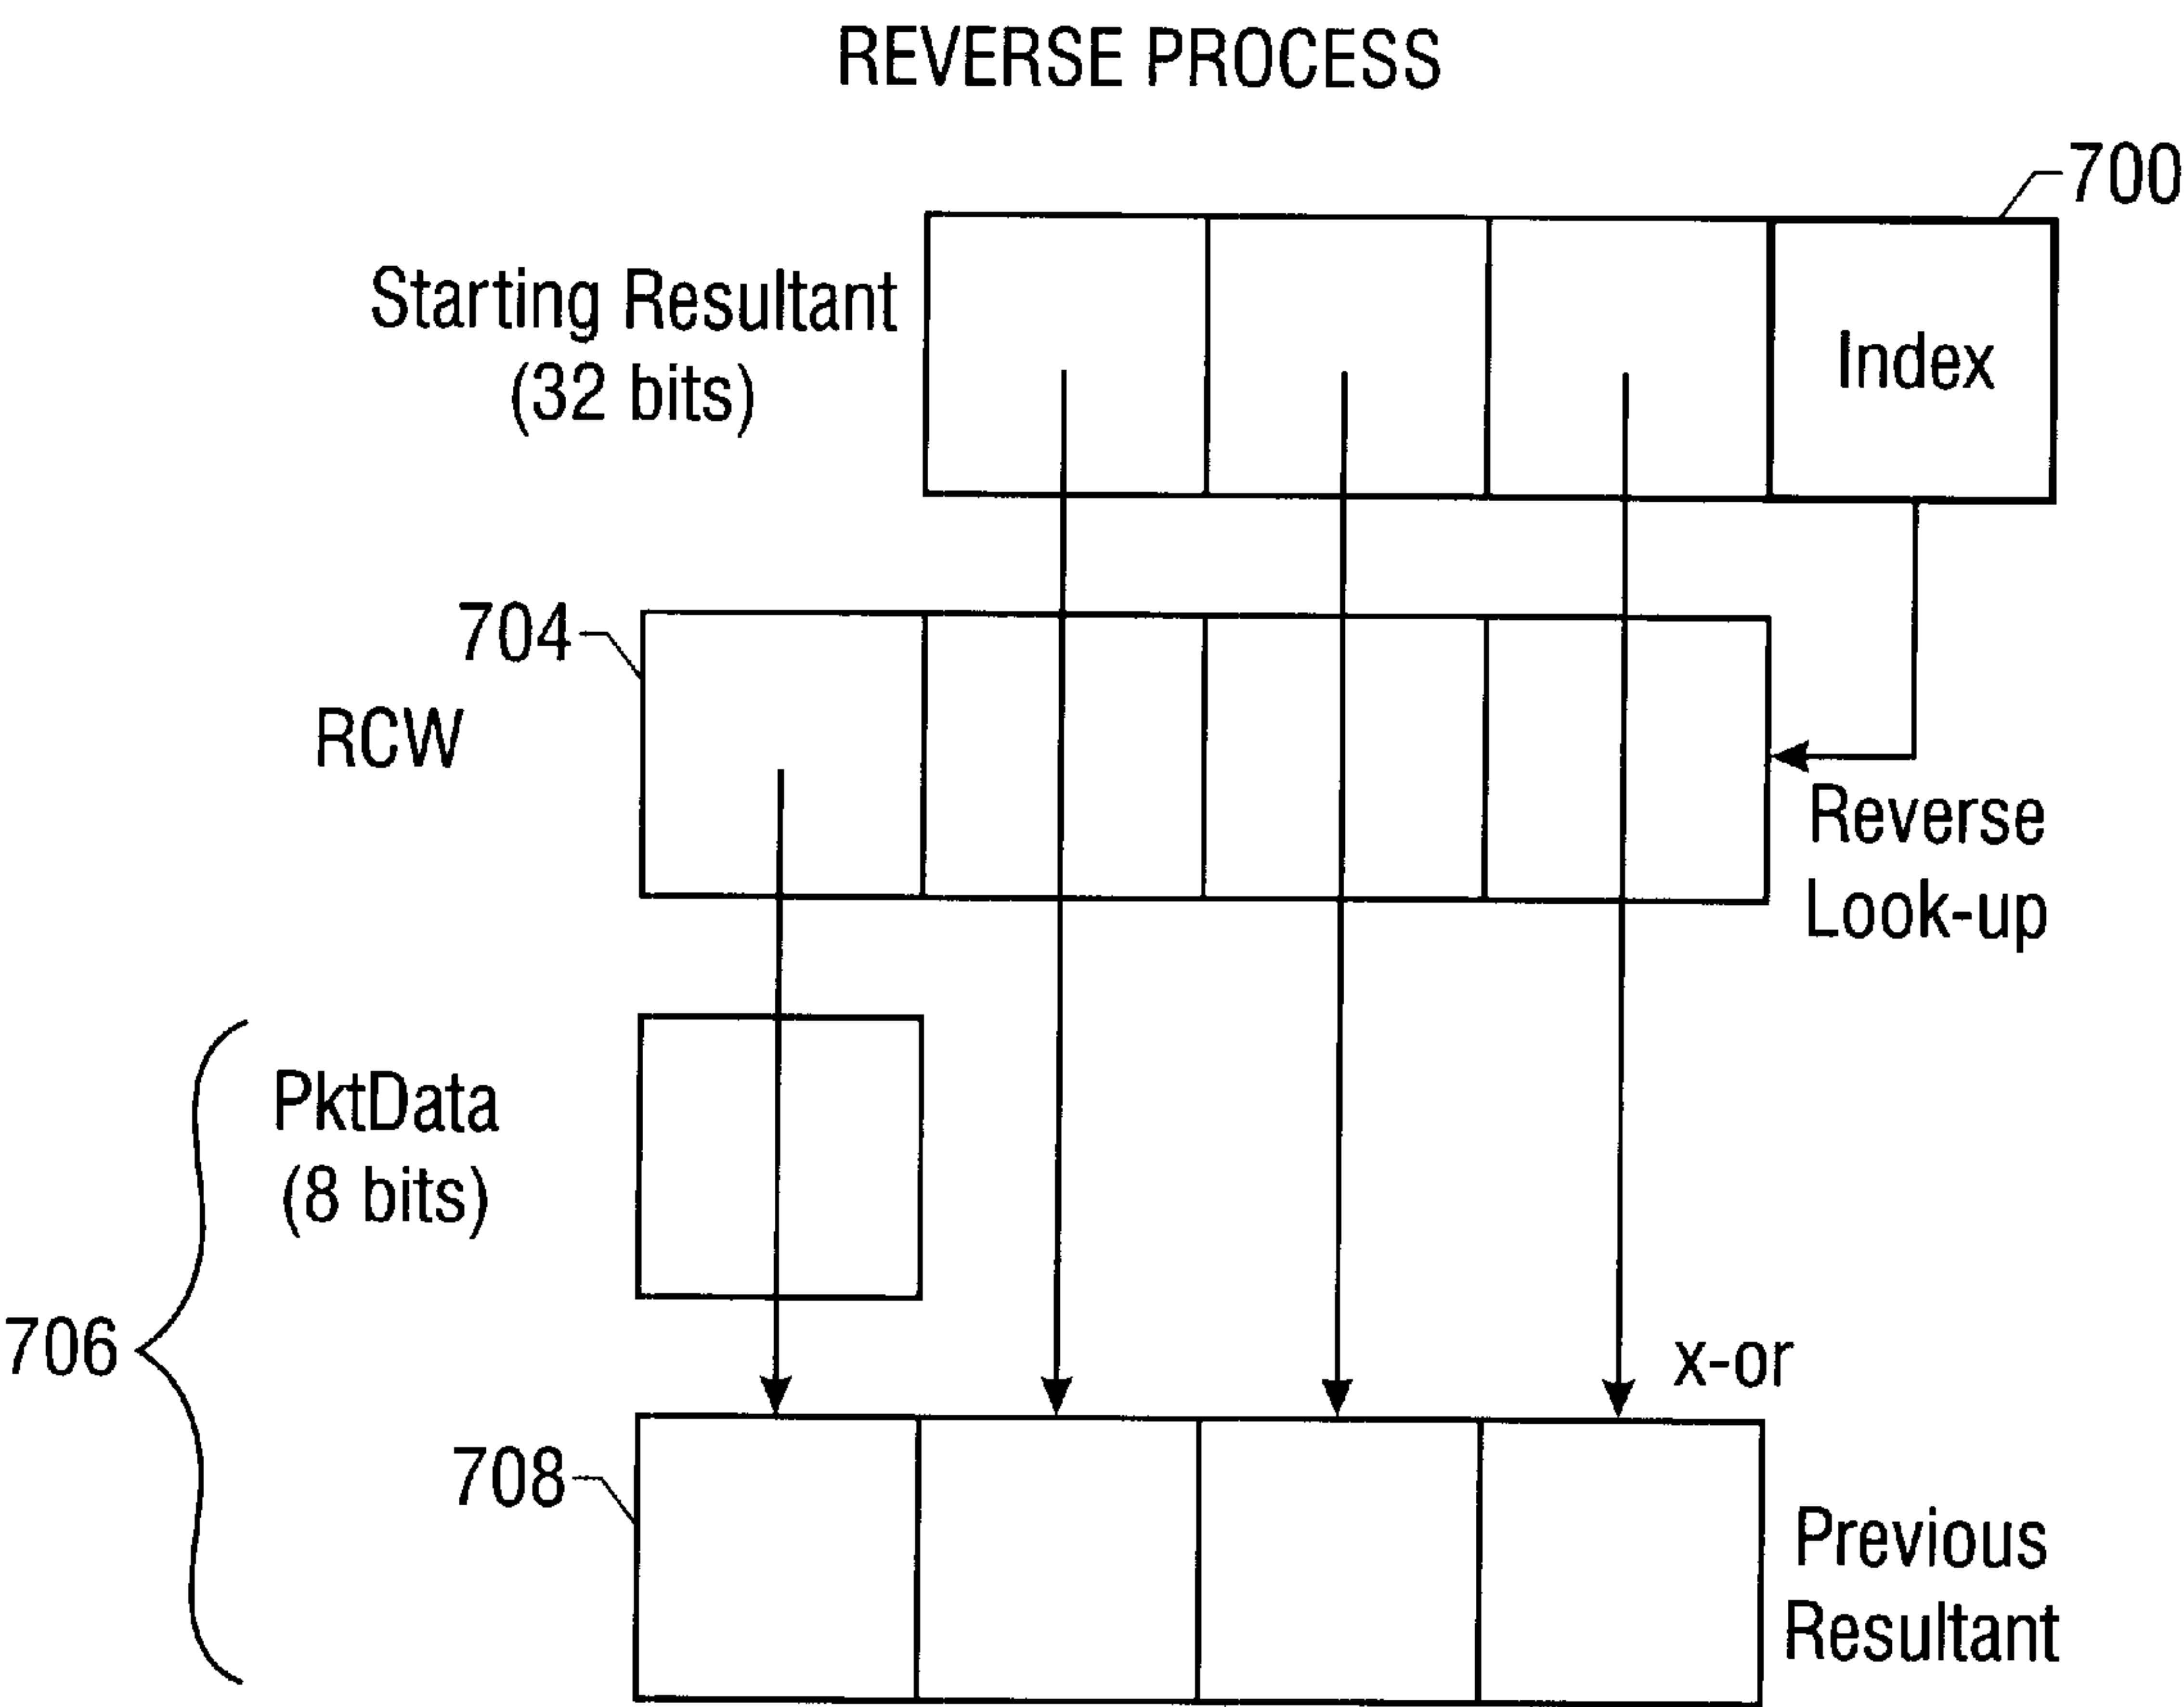 REVERSE PROCESS
700
Starting Resultant
(32 bits)
Index
704
RCW
Reverse
Look-up
PktData
(8 bits)
706
x-or
708
Previous
Resultant